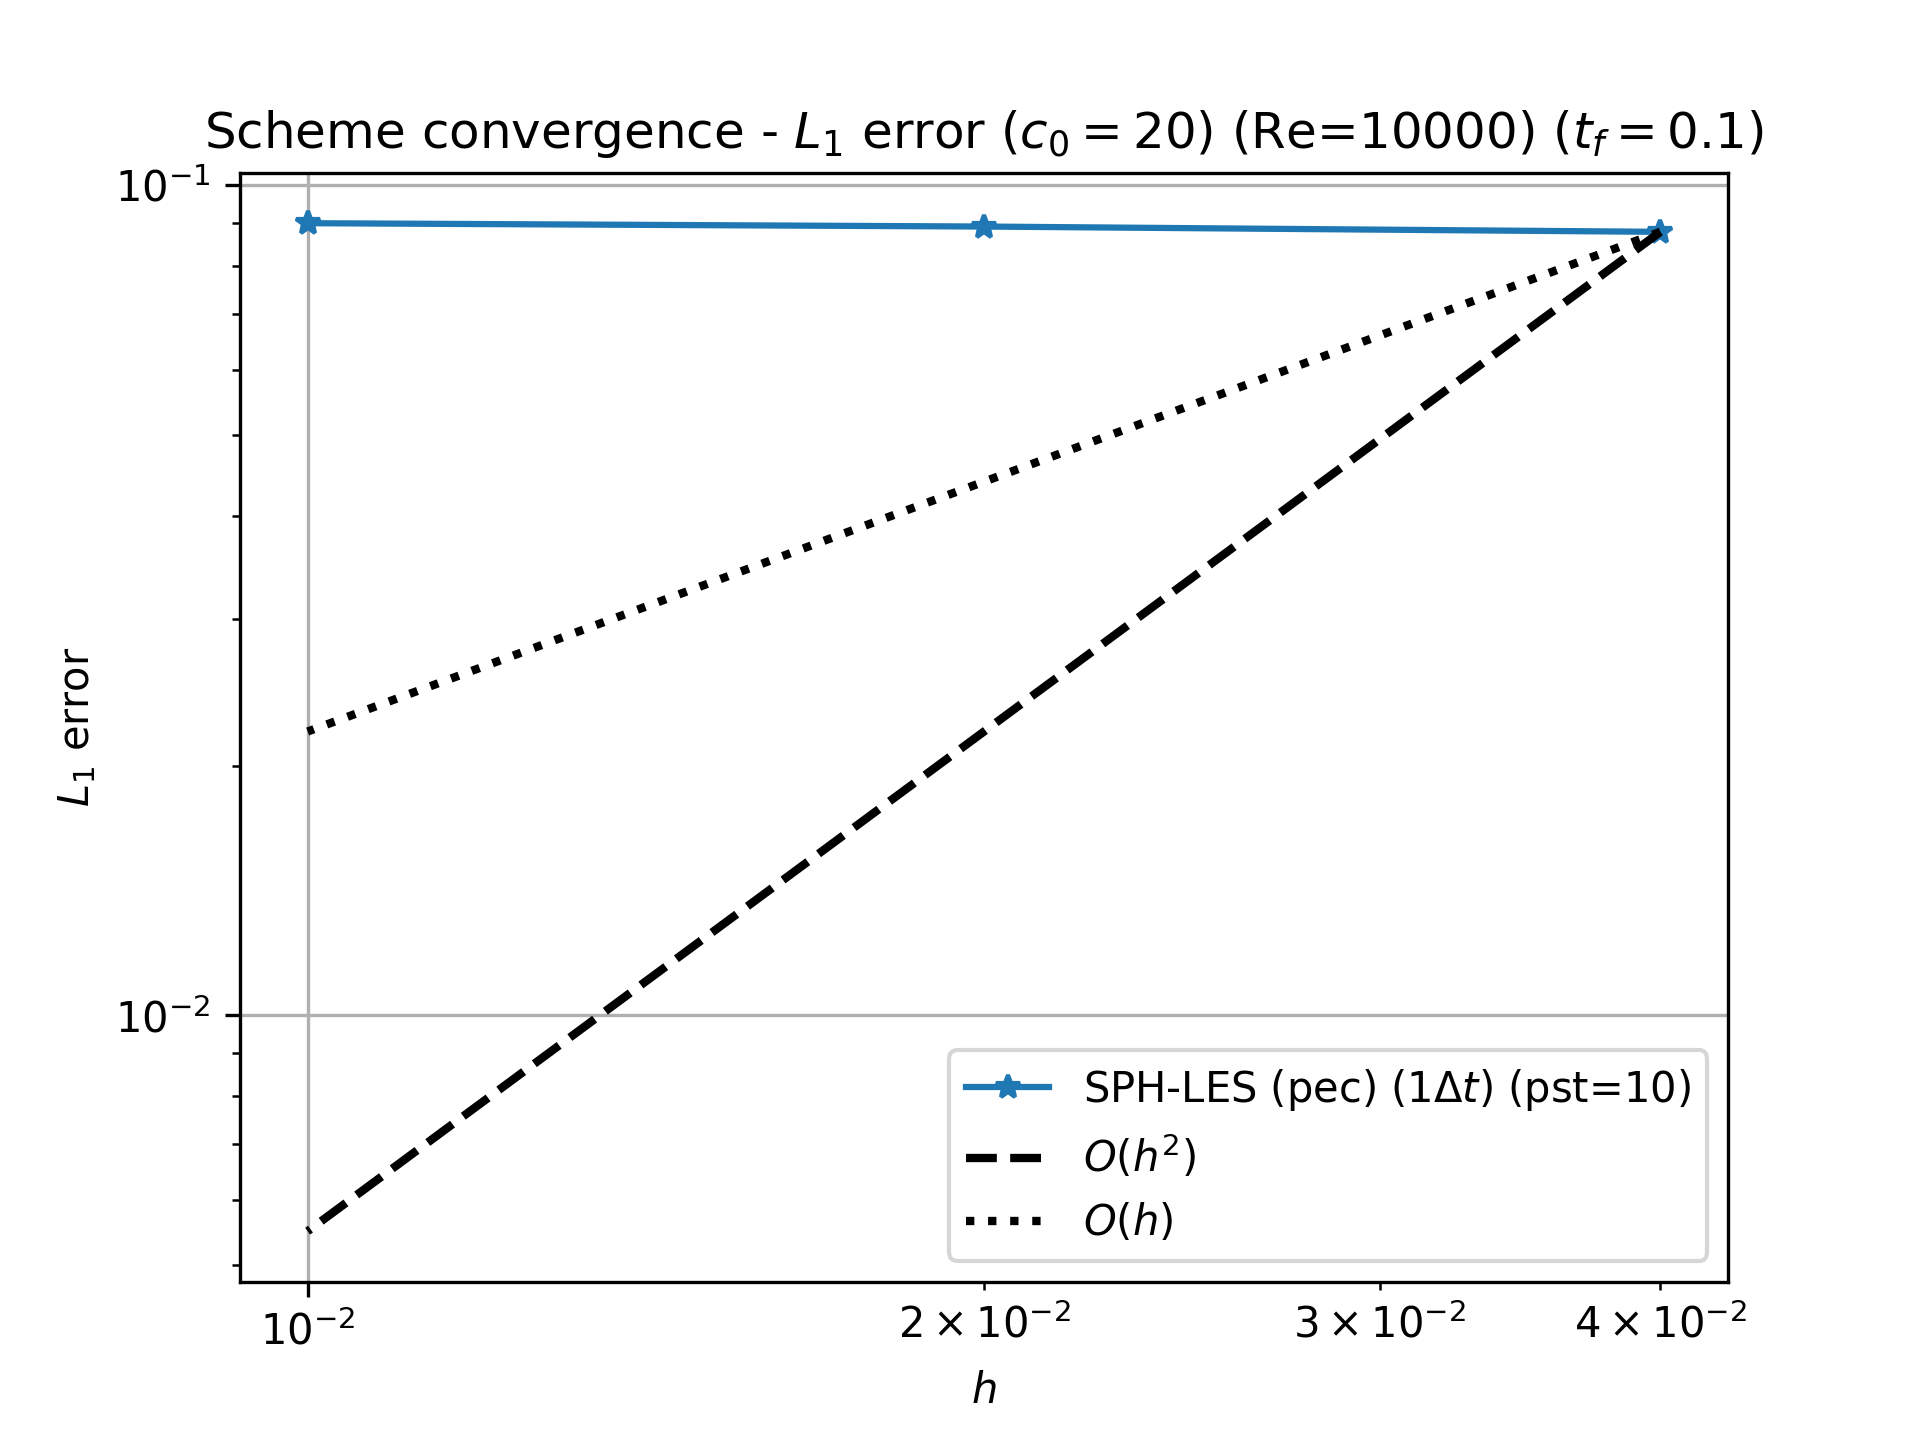 Scheme convergence - L₁ error (c₀ = 20) (Re=10000) (t_f = 0.1)
10⁻¹
10⁻²
L₁ error
SPH-LES (pec) (1Δt) (pst=10)
O(h²)
O(h)
10⁻² 2 × 10⁻² 3 × 10⁻² 4 × 10⁻²
h